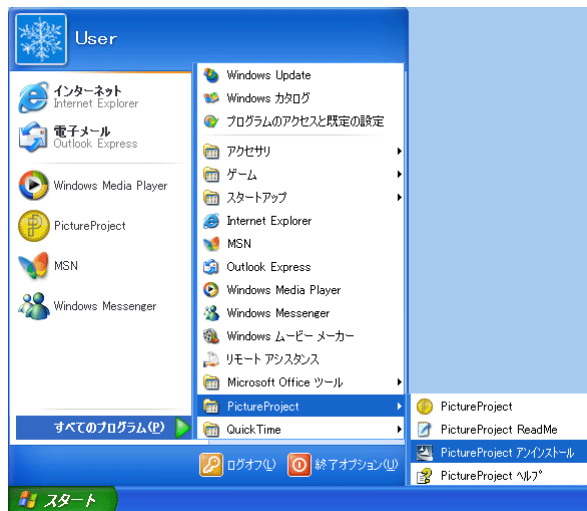 User
インターネット
Internet Explorer
電子メール
Outlook Express
Windows Media Player
PictureProject
MSN
Windows Messenger
すべてのプログラム(P)
Windows Update
Windows カタログ
プログラムのアクセスと既定の設定
アクセサリ
ゲーム
スタートアップ
Internet Explorer
MSN
Outlook Express
Windows Media Player
Windows Messenger
Windows ムービー メーカー
リモート アシスタンス
Microsoft Office ツール
PictureProject
QuickTime
PictureProject
PictureProject ReadMe
PictureProject アンインストール
PictureProject ヘルプ
ログオフ(L)
終了オプション(U)
スタート